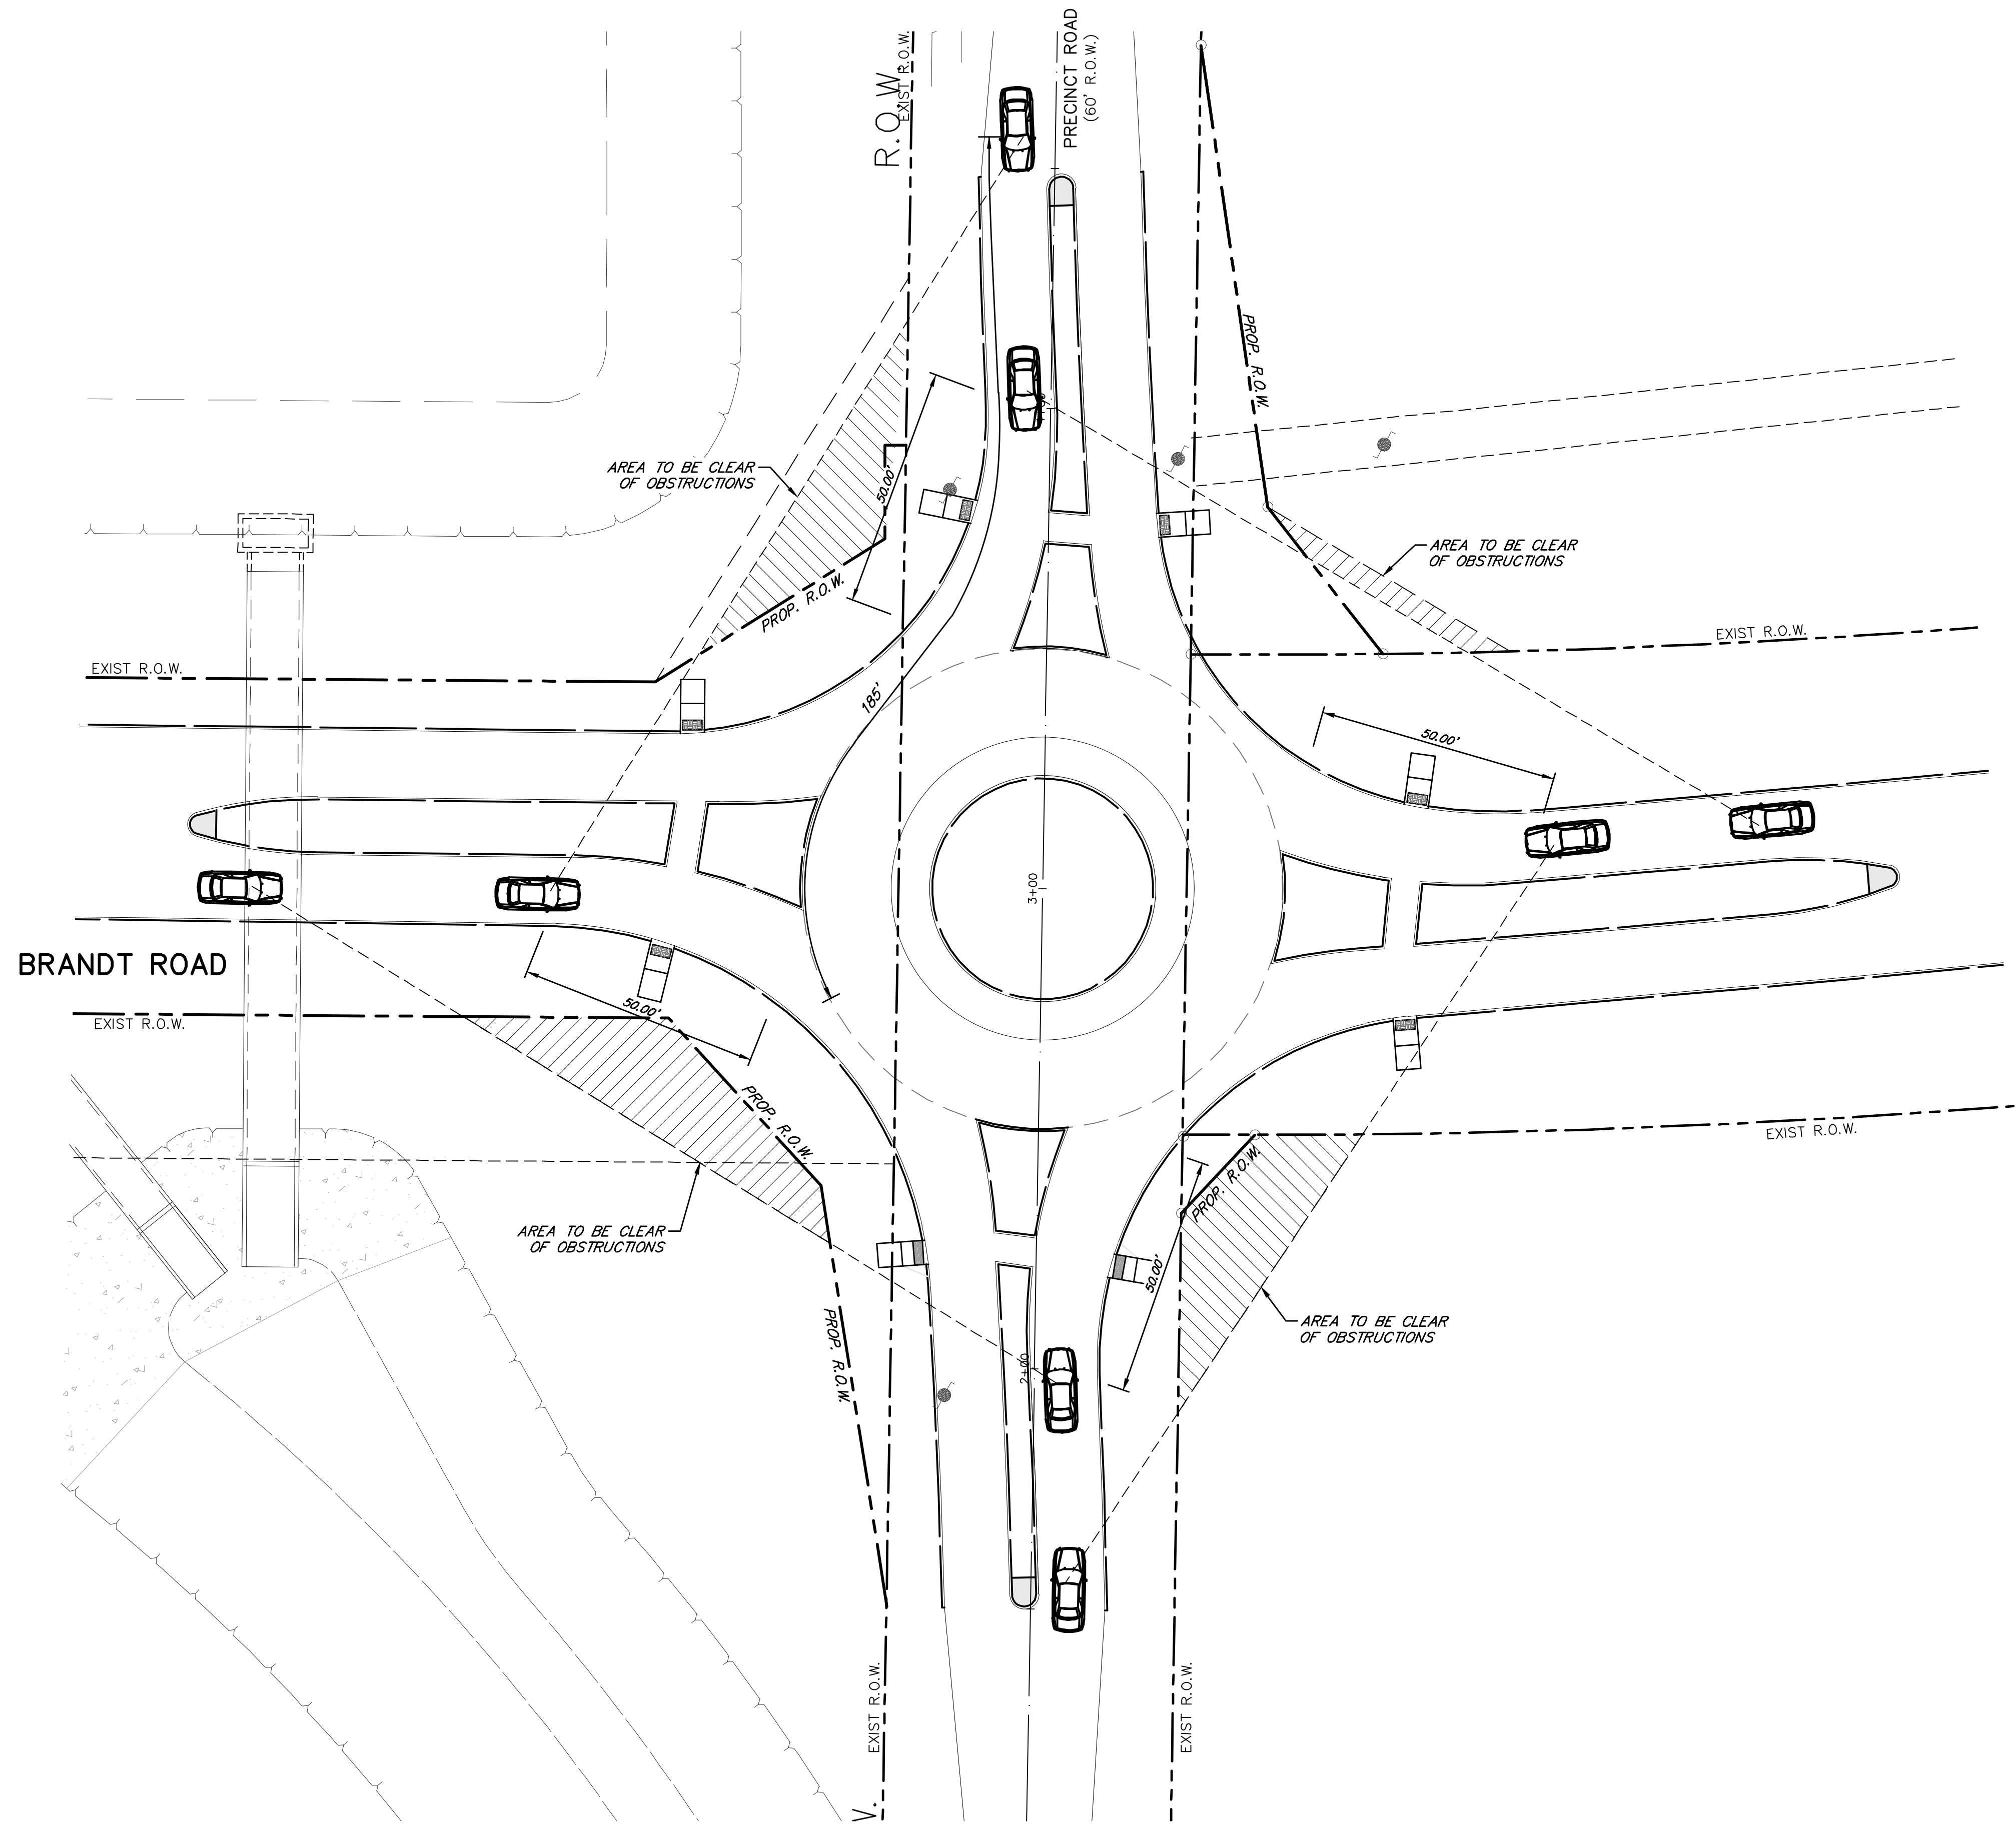 PRECINCT ROAD
(60' R.O.W.)
R.O.W.
EXIST R.O.W.
PROP. R.O.W.
AREA TO BE CLEAR
OF OBSTRUCTIONS
50.00'
PROP. R.O.W.
AREA TO BE CLEAR
OF OBSTRUCTIONS
EXIST R.O.W.
EXIST R.O.W.
185'
50.00'
3+00
BRANDT ROAD
EXIST R.O.W.
50.00'
PROP. R.O.W.
EXIST R.O.W.
PROP. R.O.W.
AREA TO BE CLEAR
OF OBSTRUCTIONS
50.00'
AREA TO BE CLEAR
OF OBSTRUCTIONS
PROP. R.O.W.
2+00
EXIST R.O.W.
EXIST R.O.W.
V.